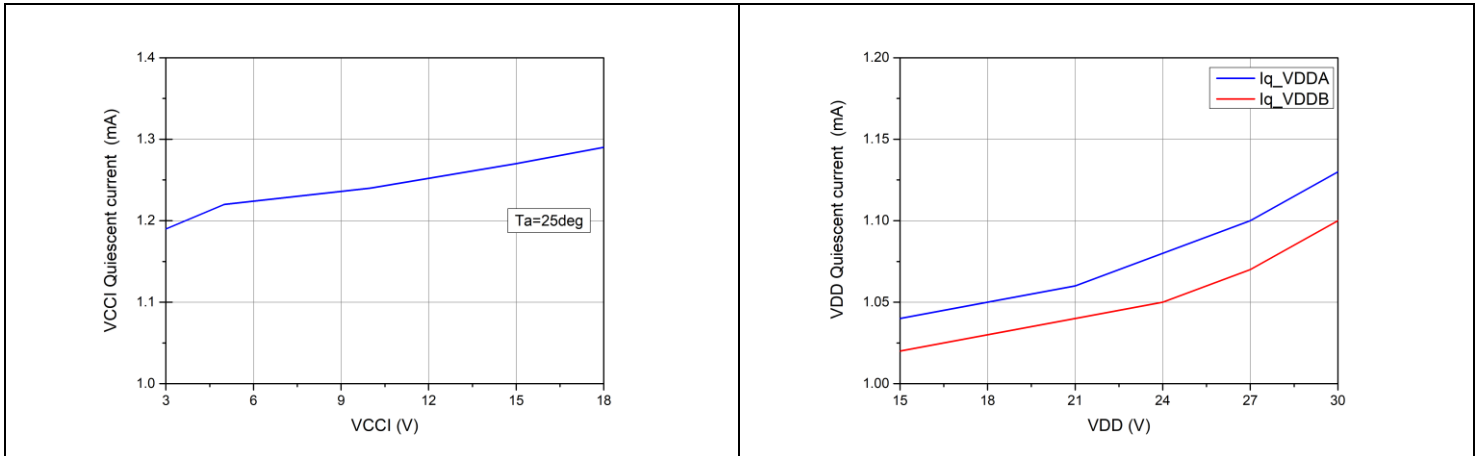 1.4
1.3
1.2
1.1
1.0
VCCI Quiescent current (mA)
Ta=25deg
3 6 9 12 15 18
VCCI (V)
1.20
1.15
1.10
1.05
1.00
VDD Quiescent current (mA)
Iq_VDDA
Iq_VDDB
15 18 21 24 27 30
VDD (V)